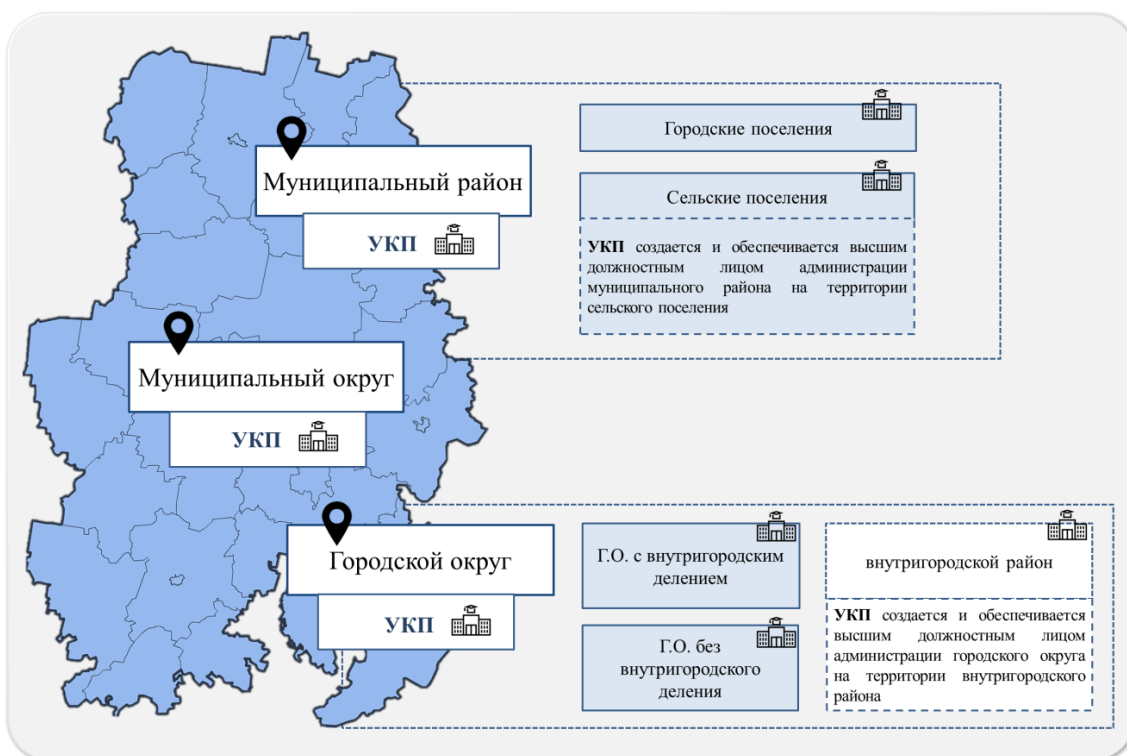 Муниципальный район
УКП
Городские поселения
Сельские поселения
УКП создается и обеспечивается высшим
должностным лицом администрации
муниципального района на территории
сельского поселения
Муниципальный округ
УКП
Городской округ
УКП
Г.О. с внутригородским
делением
Г.О. без
внутригородского
деления
внутригородской район
УКП создается и обеспечивается
высшим должностным лицом
администрации городского округа
на территории внутригородского
района